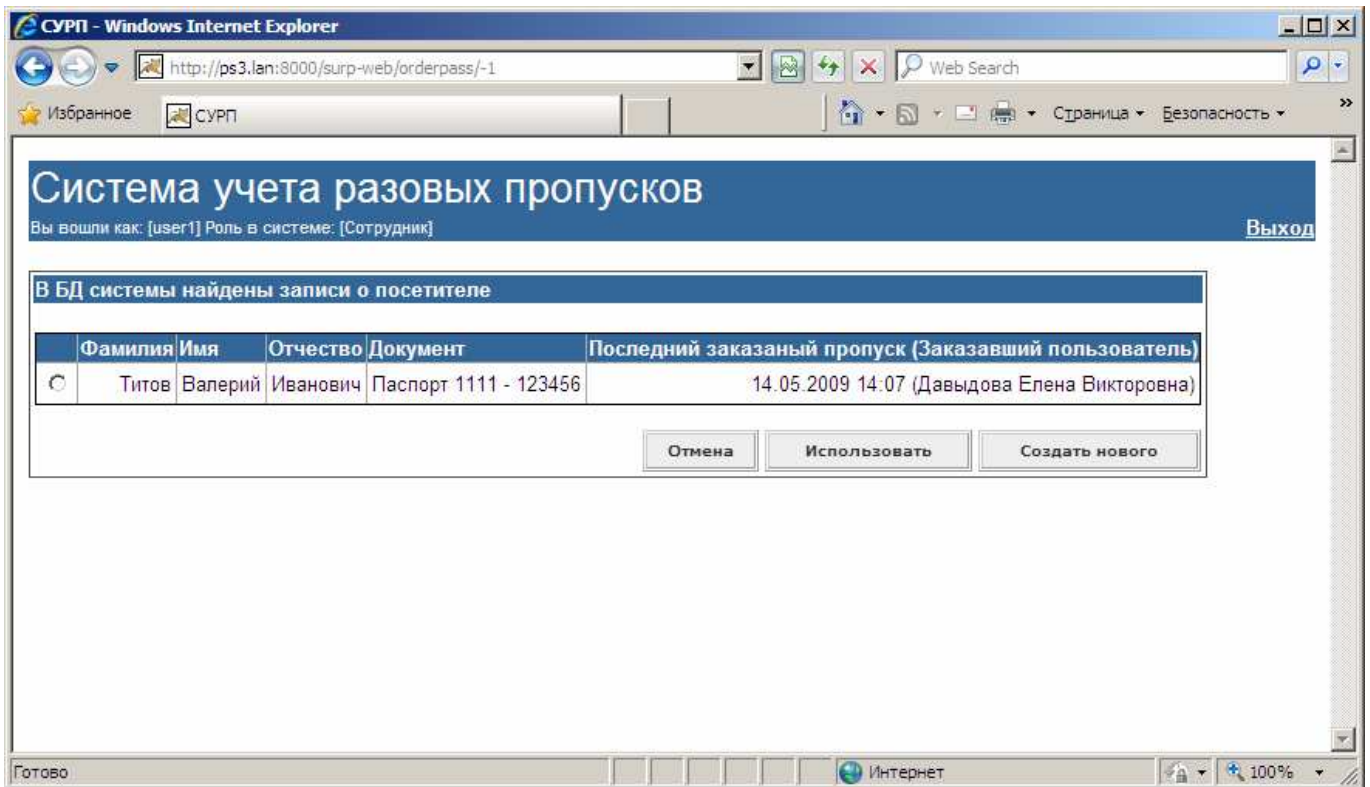 СУРП - Windows Internet Explorer
http://ps3.lan:8000/surp-web/orderpass/-1
Web Search
Избранное
СУРП
Страница
Безопасность
»
Система учета разовых пропусков
Вы вошли как: [user1] Роль в системе: [Сотрудник]
Выход
В БД системы найдены записи о посетителе
Фамилия Имя Отчество Документ Последний заказаный пропуск (Заказавший пользователь)
Титов Валерий Иванович Паспорт 1111 - 123456 14.05.2009 14:07 (Давыдова Елена Викторовна)
Отмена Использовать Создать нового
Готово Интернет 100%